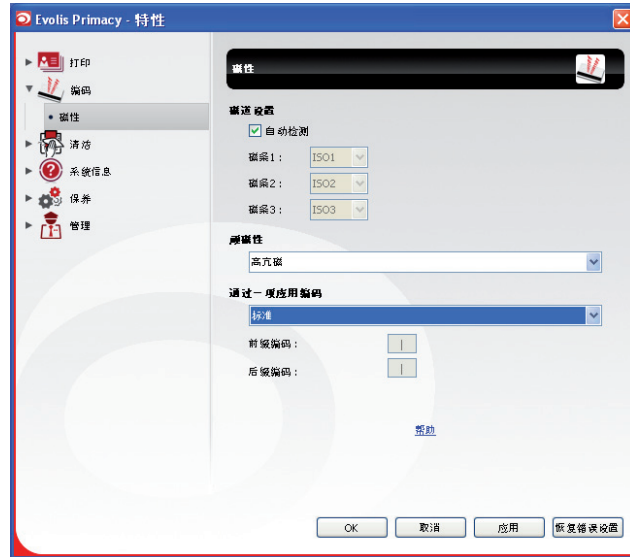 Evolis Primacy - 特性
打印
编码
• 磁性
清洁
系统信息
保养
管理
磁性
磁道设置
自动检测
磁条1： ISO1
磁条2： ISO2
磁条3： ISO3
顽磁性
高亢磁
通过一项应用编码
标准
前缀编码： |
后缀编码： |
帮助
OK 取消 应用 恢复错误设置